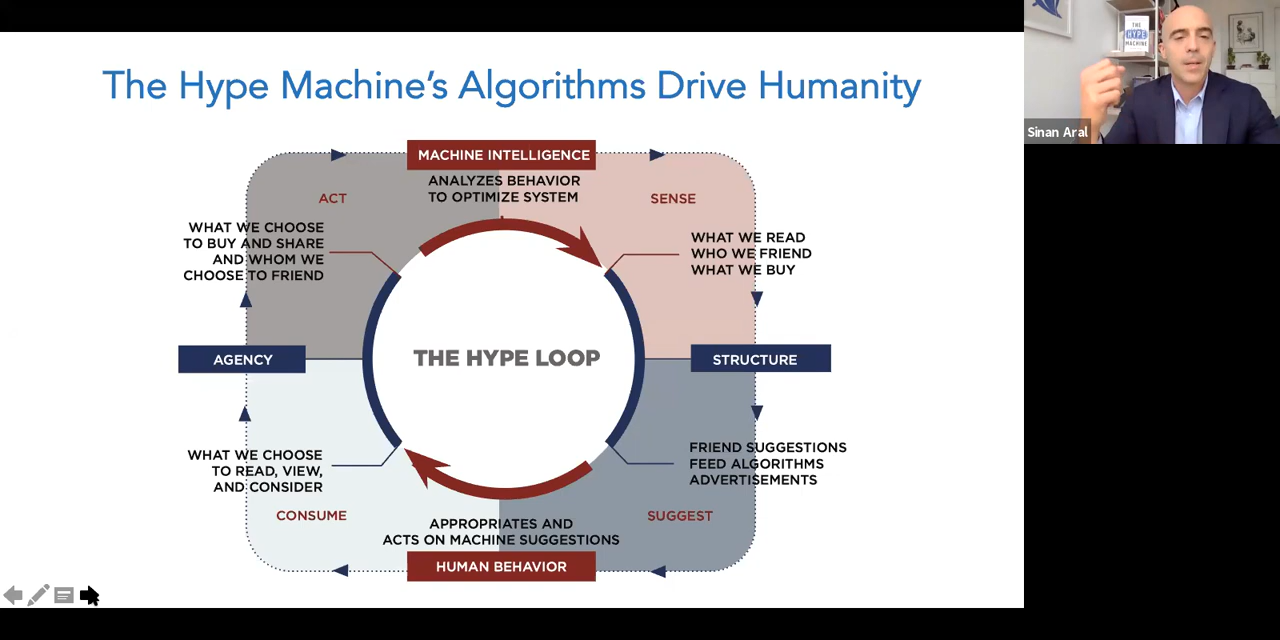 The Hype Machine's Algorithms Drive Humanity
THE
HYPE
MACHINE
Sinan Aral
MACHINE INTELLIGENCE
ANALYZES BEHAVIOR
TO OPTIMIZE SYSTEM
ACT
SENSE
WHAT WE CHOOSE
TO BUY AND SHARE
AND WHOM WE
CHOOSE TO FRIEND
WHAT WE READ
WHO WE FRIEND
WHAT WE BUY
AGENCY
THE HYPE LOOP
STRUCTURE
WHAT WE CHOOSE
TO READ, VIEW,
AND CONSIDER
FRIEND SUGGESTIONS
FEED ALGORITHMS
ADVERTISEMENTS
CONSUME
SUGGEST
APPROPRIATES AND
ACTS ON MACHINE SUGGESTIONS
HUMAN BEHAVIOR